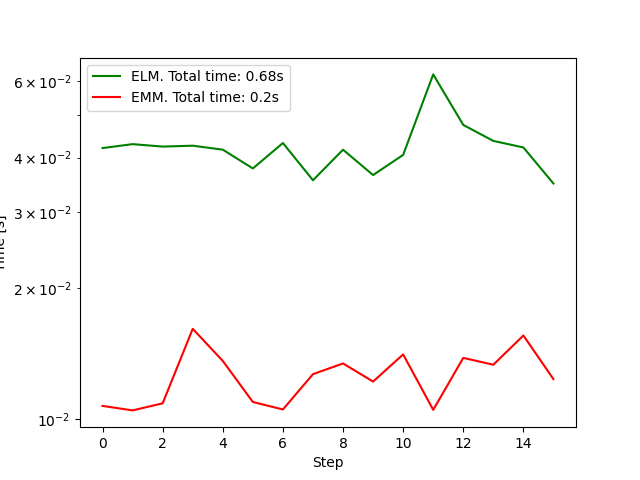 ELM. Total time: 0.68s
EMM. Total time: 0.2s
6 × 10⁻²
4 × 10⁻²
3 × 10⁻²
2 × 10⁻²
10⁻²
0 2 4 6 8 10 12 14
Step